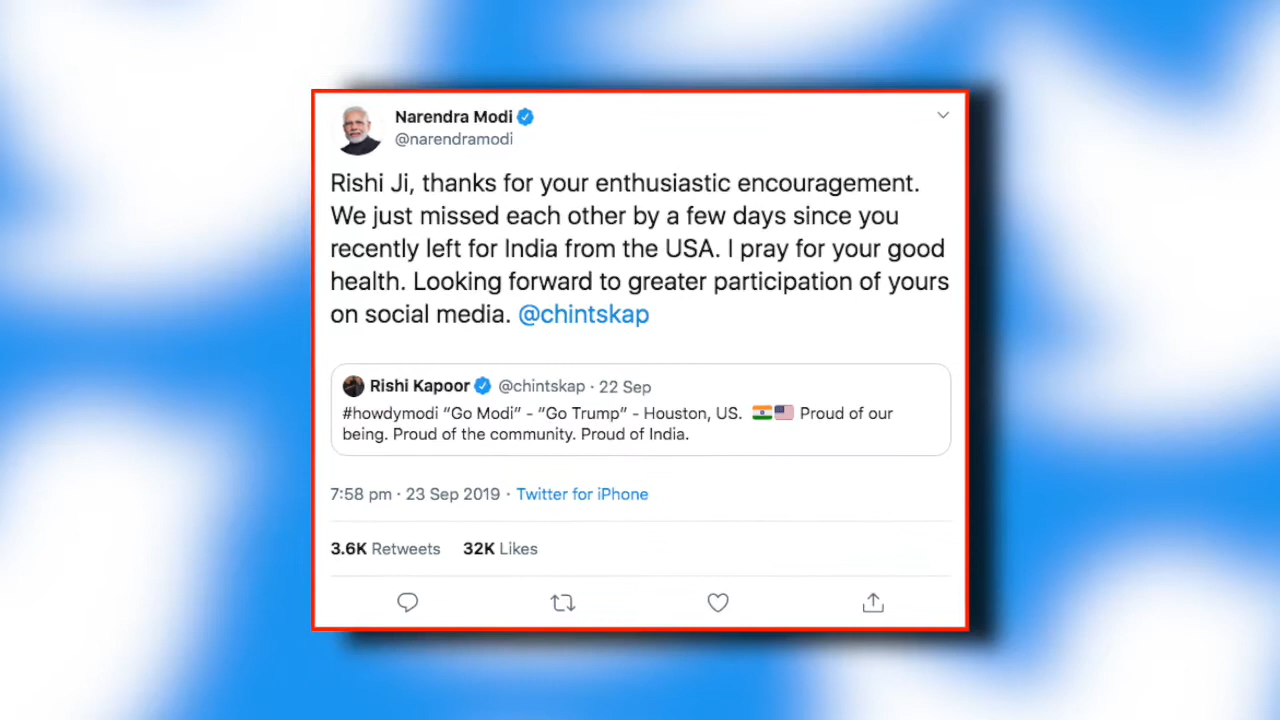 Narendra Modi
@narendramodi
Rishi Ji, thanks for your enthusiastic encouragement.
We just missed each other by a few days since you
recently left for India from the USA. I pray for your good
health. Looking forward to greater participation of yours
on social media. @chintskap
Rishi Kapoor @chintskap · 22 Sep
#howdymodi “Go Modi” - “Go Trump” - Houston, US. 🇮🇳🇺🇸 Proud of our
being. Proud of the community. Proud of India.
7:58 pm · 23 Sep 2019 · Twitter for iPhone
3.6K Retweets 32K Likes